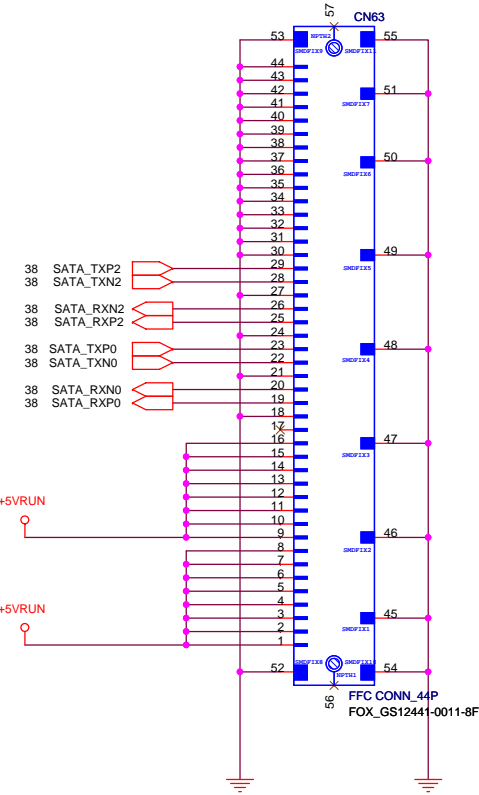 57
CN63
53
NPTH2
55
SMDFIX9
SMDFIX11
44
43
42
51
SMDFIX7
41
40
39
38
37
50
36
SMDFIX6
35
34
33
32
31
30
49
38 SATA_TXP2
29
SMDFIX5
38 SATA_TXN2
28
27
38 SATA_RXN2
26
38 SATA_RXP2
25
24
38 SATA_TXP0
23
48
38 SATA_TXN0
22
SMDFIX4
21
38 SATA_RXN0
20
38 SATA_RXP0
19
18
17
16
47
15
SMDFIX3
14
13
12
11
+5VRUN
10
9
46
8
SMDFIX2
7
6
5
+5VRUN
4
3
45
2
SMDFIX1
1
52
SMDFIX8
SMDFIX10
54
NPTH1
56
FFC CONN_44P
FOX_GS12441-0011-8F